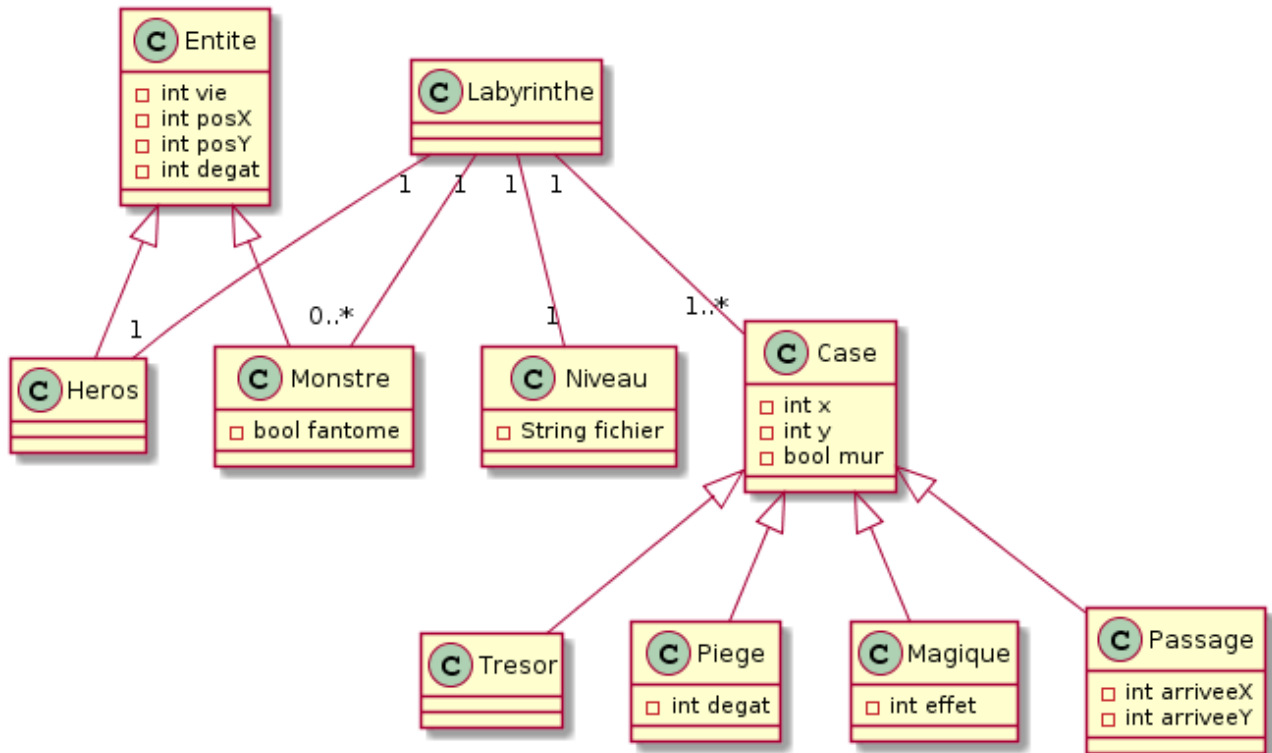 C Entite
int vie
int posX
int posY
int degat
C Labyrinthe
1
1
1
1
1
0..*
1
1..*
C Heros
C Monstre
bool fantome
C Niveau
String fichier
C Case
int x
int y
bool mur
C Tresor
C Piege
int degat
C Magique
int effet
C Passage
int arriveeX
int arriveeY